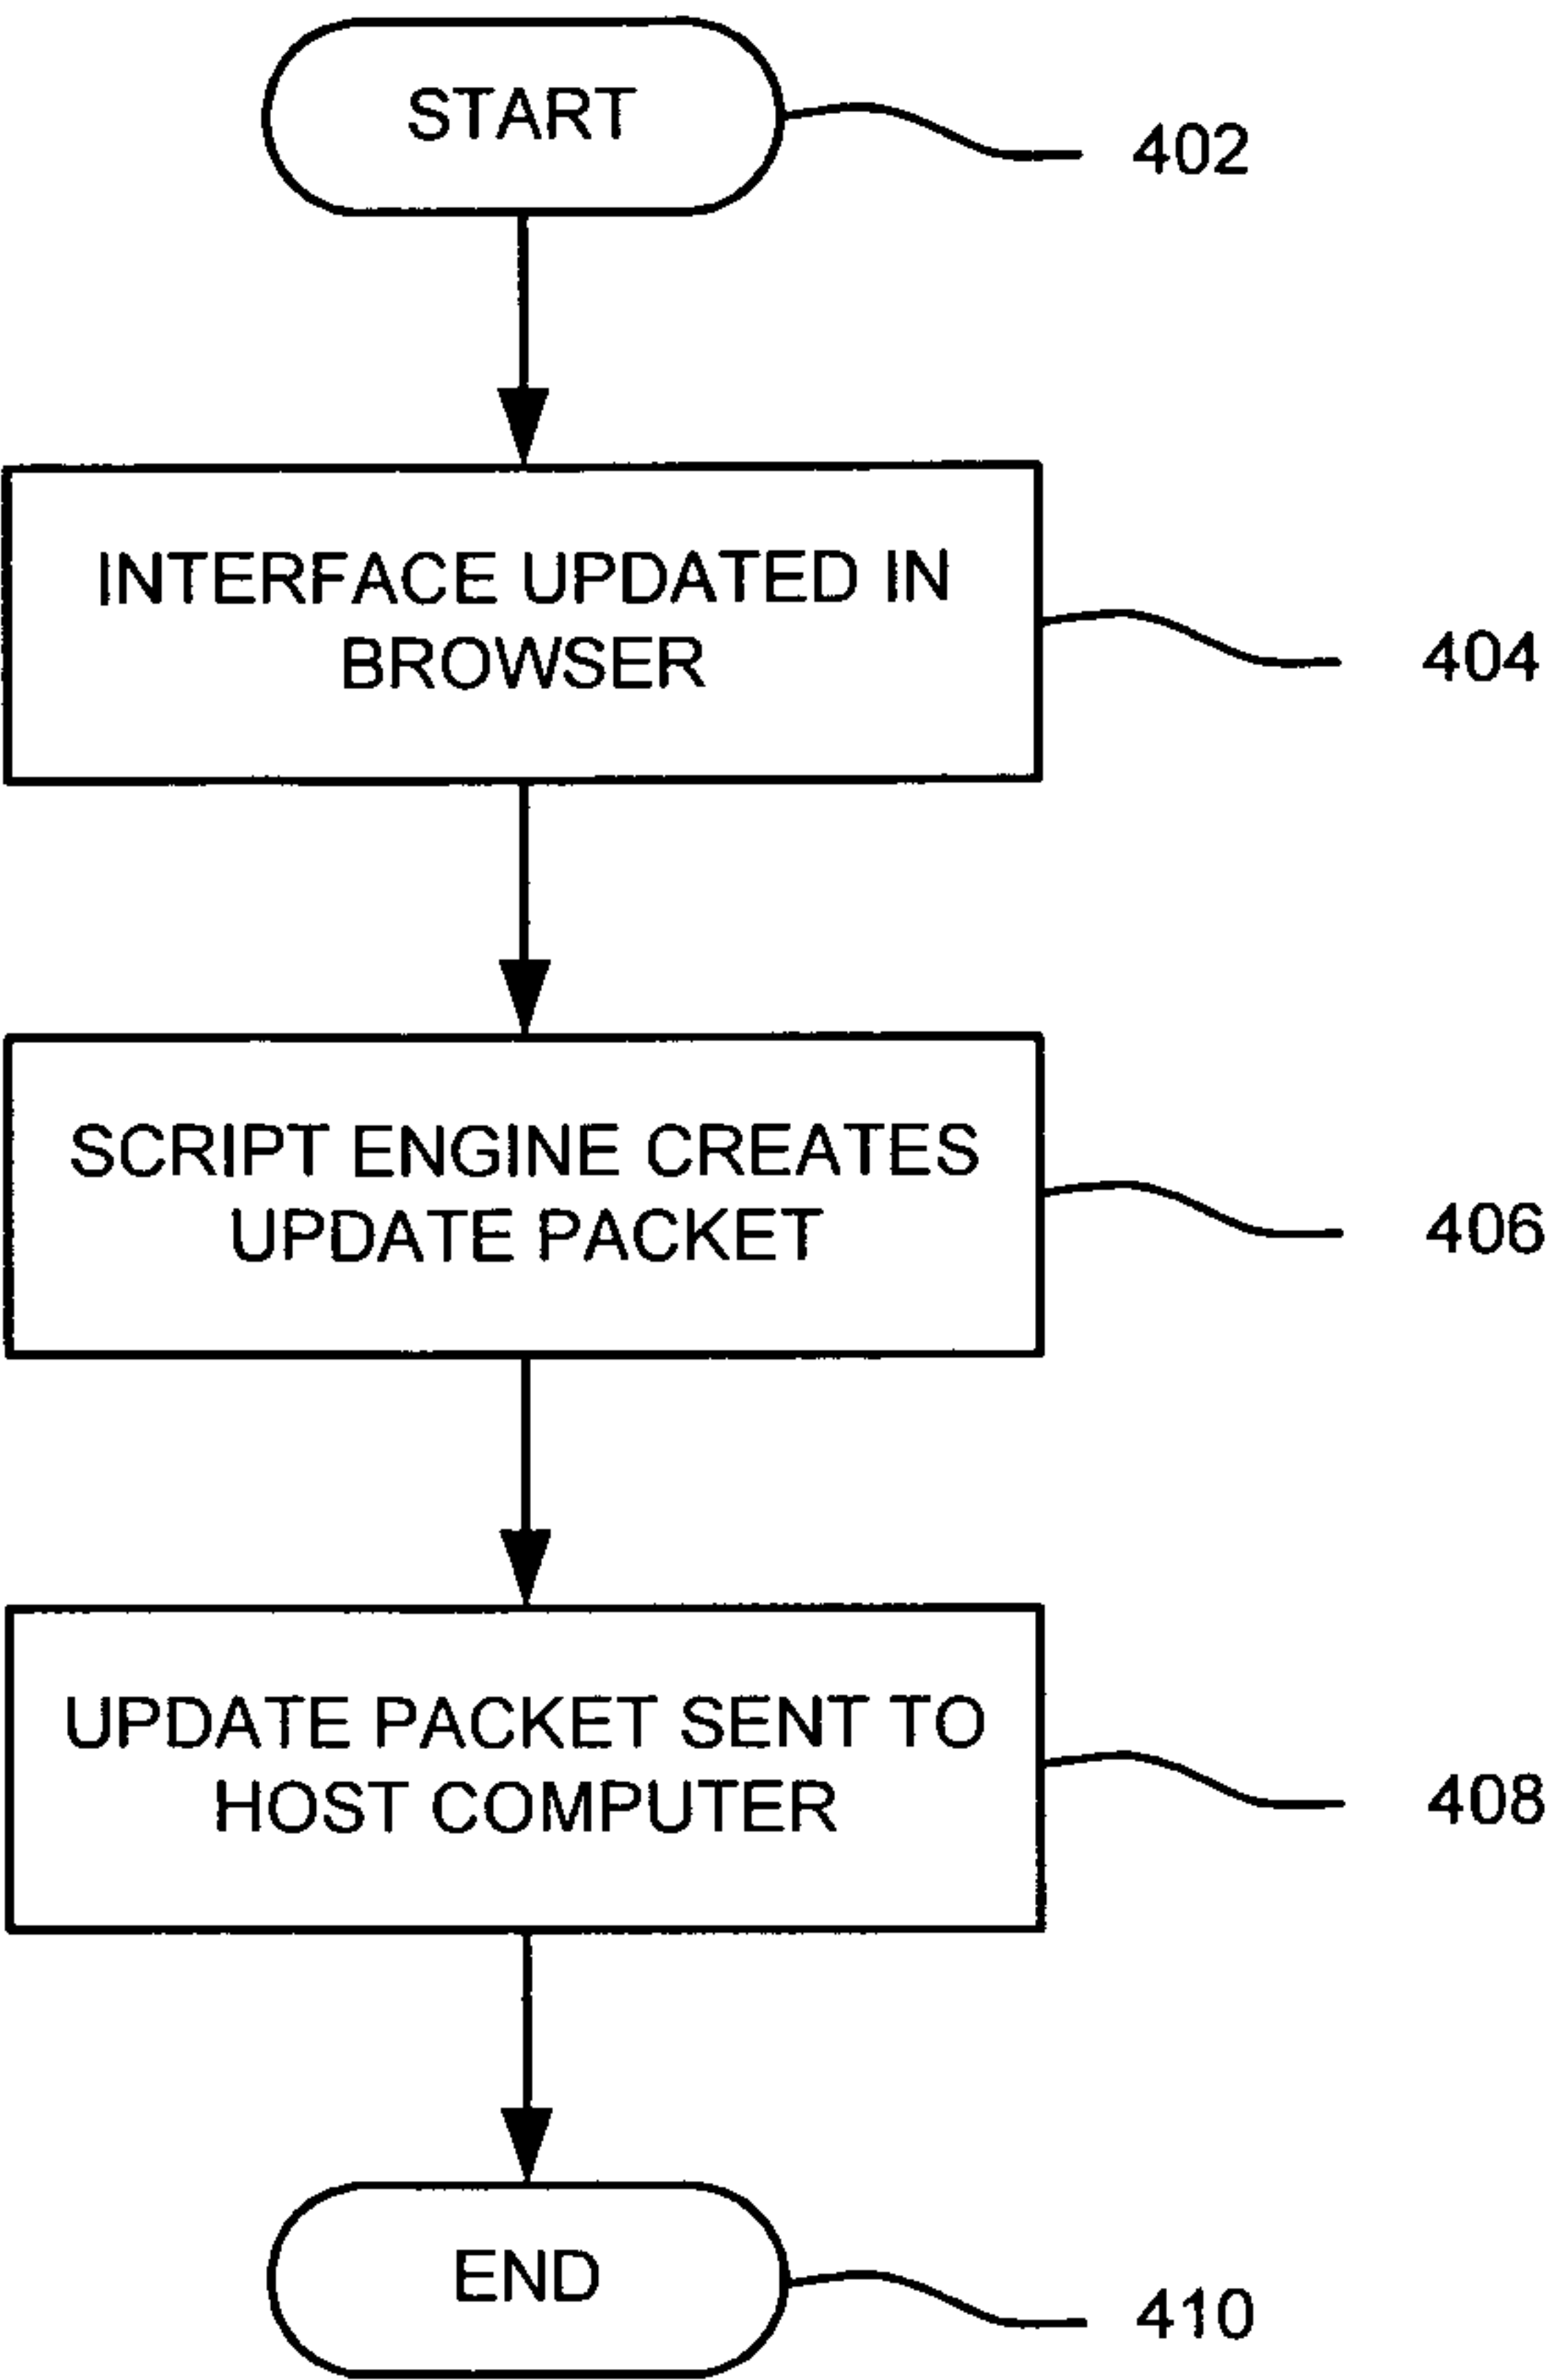 START
402
INTERFACE UPDATED IN
BROWSER
404
SCRIPT ENGINE CREATES
UPDATE PACKET
406
UPDATE PACKET SENT TO
HOST COMPUTER
408
END
410